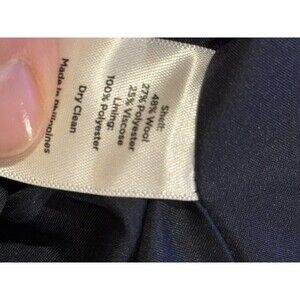 Shell:
48% Wool
27% Polyester
25% Viscose
Lining:
100% Polyester
Dry Clean
Made in Philippines